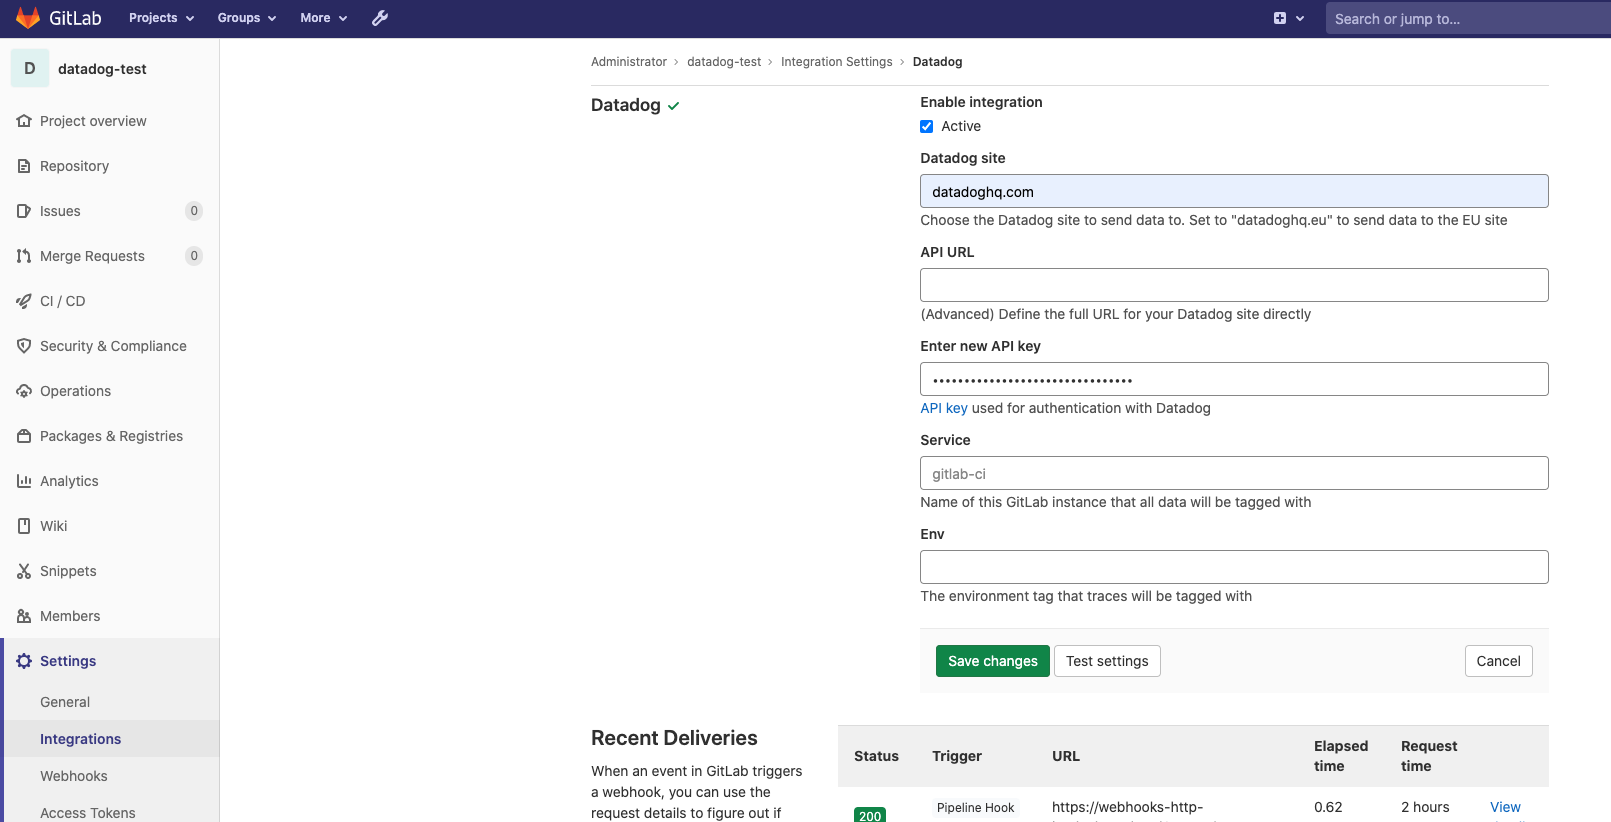 GitLab
Projects
Groups
More
Search or jump to...
D
datadog-test
Project overview
Repository
Issues
0
Merge Requests
0
CI / CD
Security & Compliance
Operations
Packages & Registries
Analytics
Wiki
Snippets
Members
Settings
General
Integrations
Webhooks
Access Tokens
Administrator > datadog-test > Integration Settings > Datadog
Datadog
Enable integration
Active
Datadog site
datadoghq.com
Choose the Datadog site to send data to. Set to "datadoghq.eu" to send data to the EU site
API URL
(Advanced) Define the full URL for your Datadog site directly
Enter new API key
••••••••••••••••••••••••••••••••
API key used for authentication with Datadog
Service
gitlab-ci
Name of this GitLab instance that all data will be tagged with
Env
The environment tag that traces will be tagged with
Save changes
Test settings
Cancel
Recent Deliveries
When an event in GitLab triggers
a webhook, you can use the
request details to figure out if
Status
Trigger
URL
Elapsed
time
Request
time
200
Pipeline Hook
https://webhooks-http-
0.62
2 hours
View